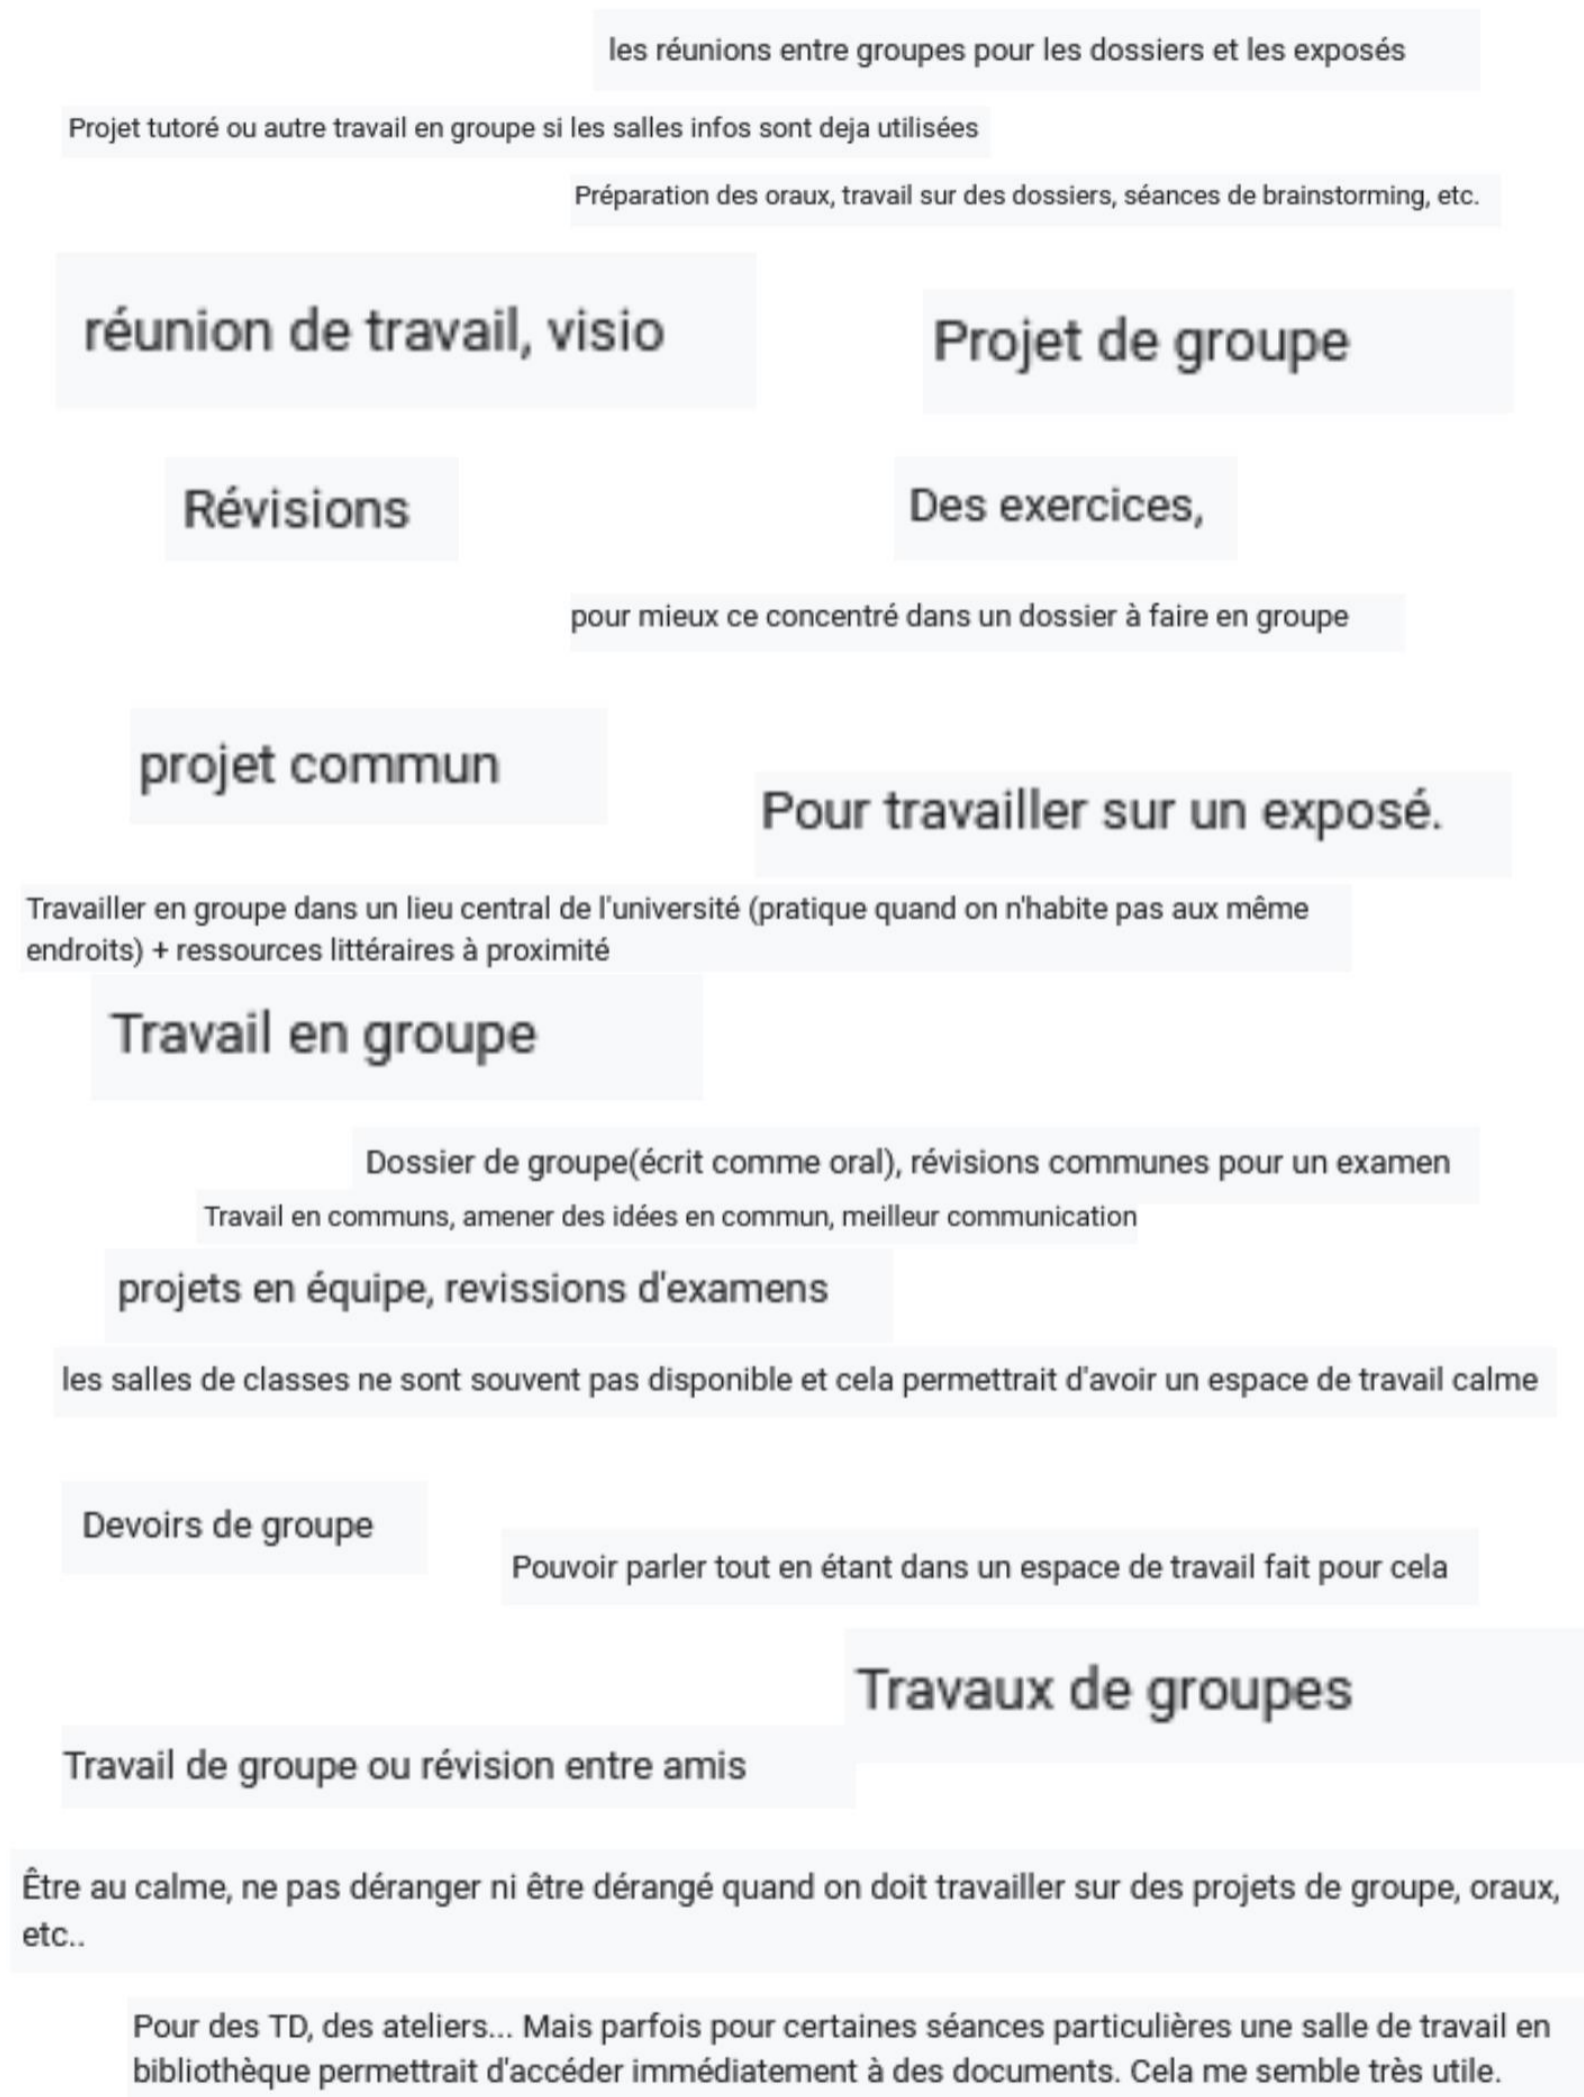 les réunions entre groupes pour les dossiers et les exposés
Projet tutoré ou autre travail en groupe si les salles infos sont deja utilisées
Préparation des oraux, travail sur des dossiers, séances de brainstorming, etc.
réunion de travail, visio
Projet de groupe
Révisions
Des exercices,
pour mieux ce concentré dans un dossier à faire en groupe
projet commun
Pour travailler sur un exposé.
Travailler en groupe dans un lieu central de l'université (pratique quand on n'habite pas aux même
endroits) + ressources littéraires à proximité
Travail en groupe
Dossier de groupe(écrit comme oral), révisions communes pour un examen
Travail en communs, amener des idées en commun, meilleur communication
projets en équipe, revissions d'examens
les salles de classes ne sont souvent pas disponible et cela permettrait d'avoir un espace de travail calme
Devoirs de groupe
Pouvoir parler tout en étant dans un espace de travail fait pour cela
Travaux de groupes
Travail de groupe ou révision entre amis
Être au calme, ne pas déranger ni être dérangé quand on doit travailler sur des projets de groupe, oraux,
etc..
Pour des TD, des ateliers... Mais parfois pour certaines séances particulières une salle de travail en
bibliothèque permettrait d'accéder immédiatement à des documents. Cela me semble très utile.